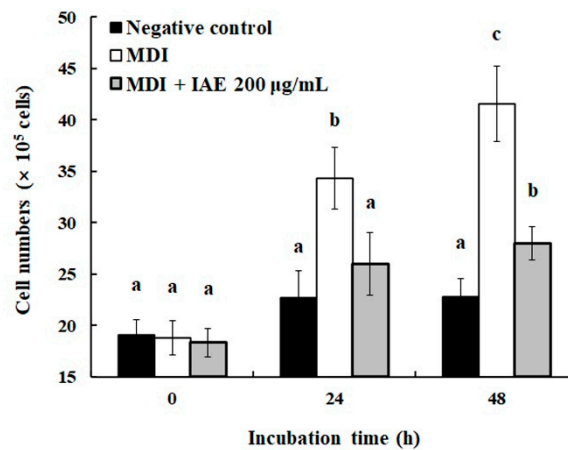 50
45
40
35
30
25
20
15
Cell numbers (× 10⁵ cells)
Negative control
MDI
MDI + IAE 200 µg/mL
a a a
a b a
a c b
0 24 48
Incubation time (h)